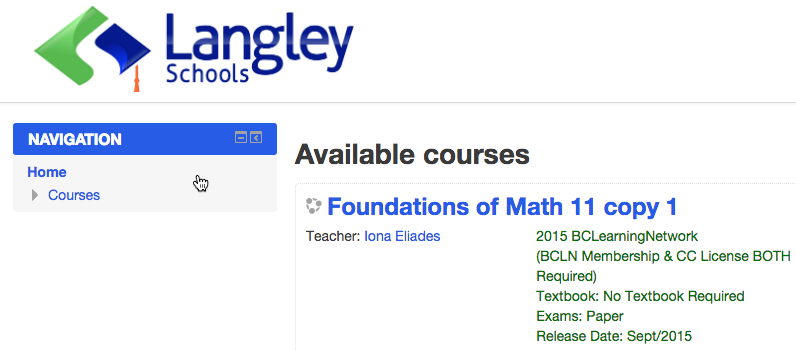 Langley
Schools
NAVIGATION
Home
Courses
Available courses
Foundations of Math 11 copy 1
Teacher: Iona Eliades
2015 BCLearningNetwork
(BCLN Membership & CC License BOTH
Required)
Textbook: No Textbook Required
Exams: Paper
Release Date: Sept/2015